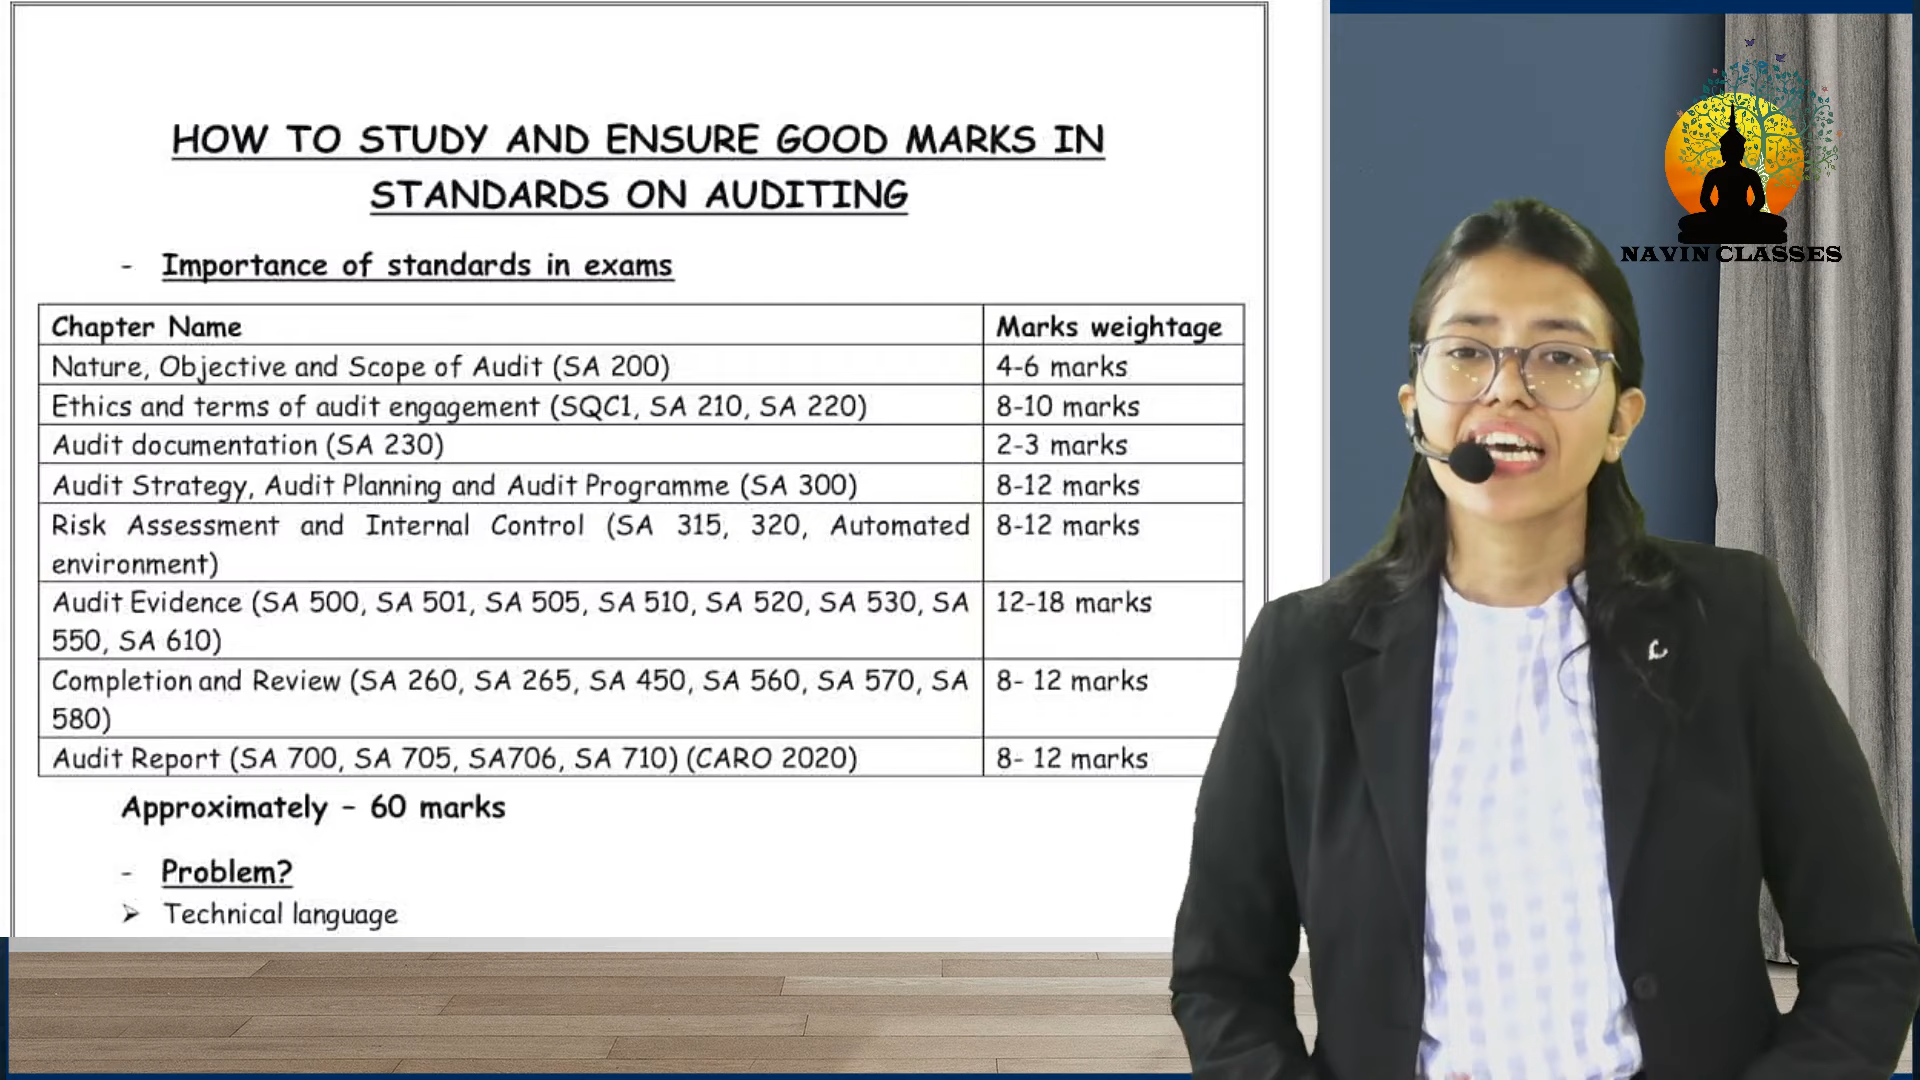 HOW TO STUDY AND ENSURE GOOD MARKS IN
STANDARDS ON AUDITING
- Importance of standards in exams
Chapter Name Marks weightage
Nature, Objective and Scope of Audit (SA 200) 4-6 marks
Ethics and terms of audit engagement (SQC1, SA 210, SA 220) 8-10 marks
Audit documentation (SA 230) 2-3 marks
Audit Strategy, Audit Planning and Audit Programme (SA 300) 8-12 marks
Risk Assessment and Internal Control (SA 315, 320, Automated 8-12 marks
environment)
Audit Evidence (SA 500, SA 501, SA 505, SA 510, SA 520, SA 530, SA 12-18 marks
550, SA 610)
Completion and Review (SA 260, SA 265, SA 450, SA 560, SA 570, SA 8- 12 marks
580)
Audit Report (SA 700, SA 705, SA706, SA 710) (CARO 2020) 8- 12 marks
Approximately – 60 marks
- Problem?
➢ Technical language
NAVIN CLASSES